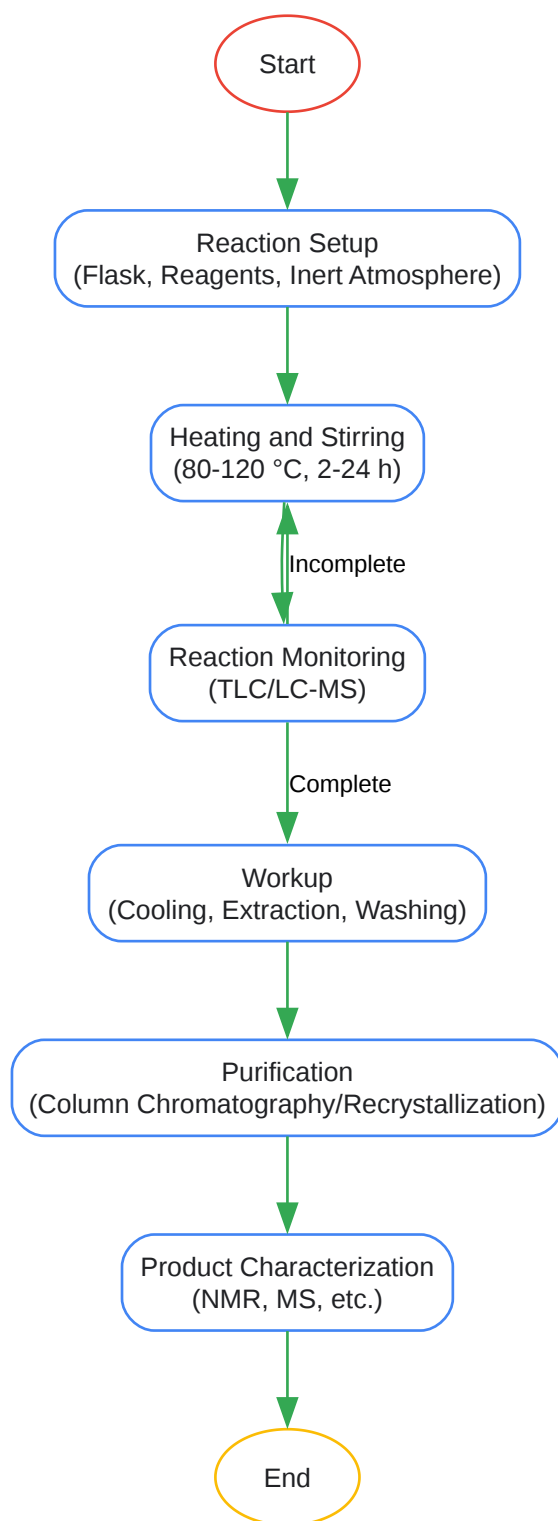 Start
Reaction Setup
(Flask, Reagents, Inert Atmosphere)
Heating and Stirring
(80-120 °C, 2-24 h)
Incomplete
Reaction Monitoring
(TLC/LC-MS)
Complete
Workup
(Cooling, Extraction, Washing)
Purification
(Column Chromatography/Recrystallization)
Product Characterization
(NMR, MS, etc.)
End